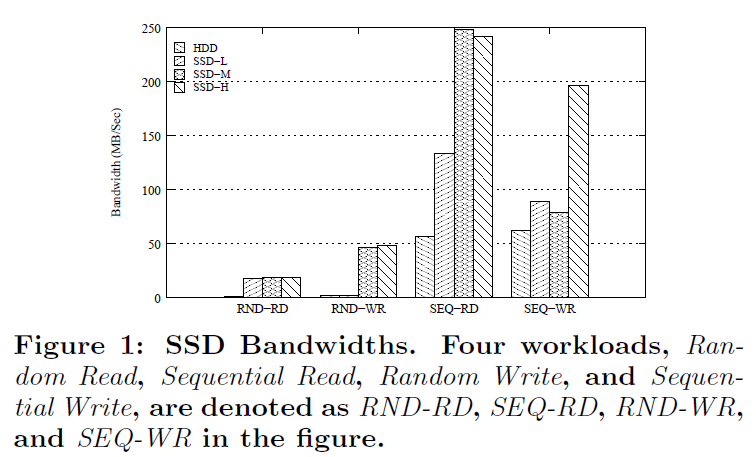 250
200
150
100
50
0
Bandwidth (MB/Sec)
HDD
SSD−L
SSD−M
SSD−H
RND−RD RND−WR SEQ−RD SEQ−WR
Figure 1: SSD Bandwidths. Four workloads, Ran-
dom Read, Sequential Read, Random Write, and Sequen-
tial Write, are denoted as RND-RD, SEQ-RD, RND-WR,
and SEQ-WR in the figure.